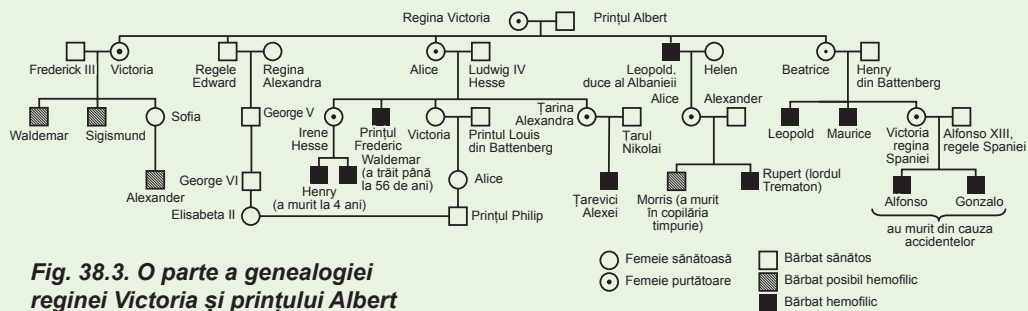 Regina Victoria
Prințul Albert
Frederick III
Victoria
Regele
Edward
Regina
Alexandra
Alice
Ludwig IV
Hesse
Leopold,
duce al Albanieii
Helen
Beatrice
Henry
din Battenberg
Waldemar
Sigismund
Sofia
George V
Irene
Hesse
Prințul
Frederic
Victoria
Prințul Louis
din Battenberg
Țarina
Alexandra
Țarul
Nikolai
Alice
Alexander
Leopold
Maurice
Victoria
regina
Spaniei
Alfonso XIII,
regele Spaniei
Alexander
George VI
Henry
(a murit la 4 ani)
Waldemar
(a trăit până
la 56 de ani)
Alice
Țarevici
Alexei
Morris (a murit
în copilăria
timpurie)
Rupert (lordul
Trematon)
Alfonso
Gonzalo
au murit din cauza
accidentelor
Elisabeta II
Prințul Philip
Fig. 38.3. O parte a genealogiei
reginei Victoria și prințului Albert
Femeie sănătoasă
Femeie purtătoare
Bărbat sănătos
Bărbat posibil hemofilic
Bărbat hemofilic